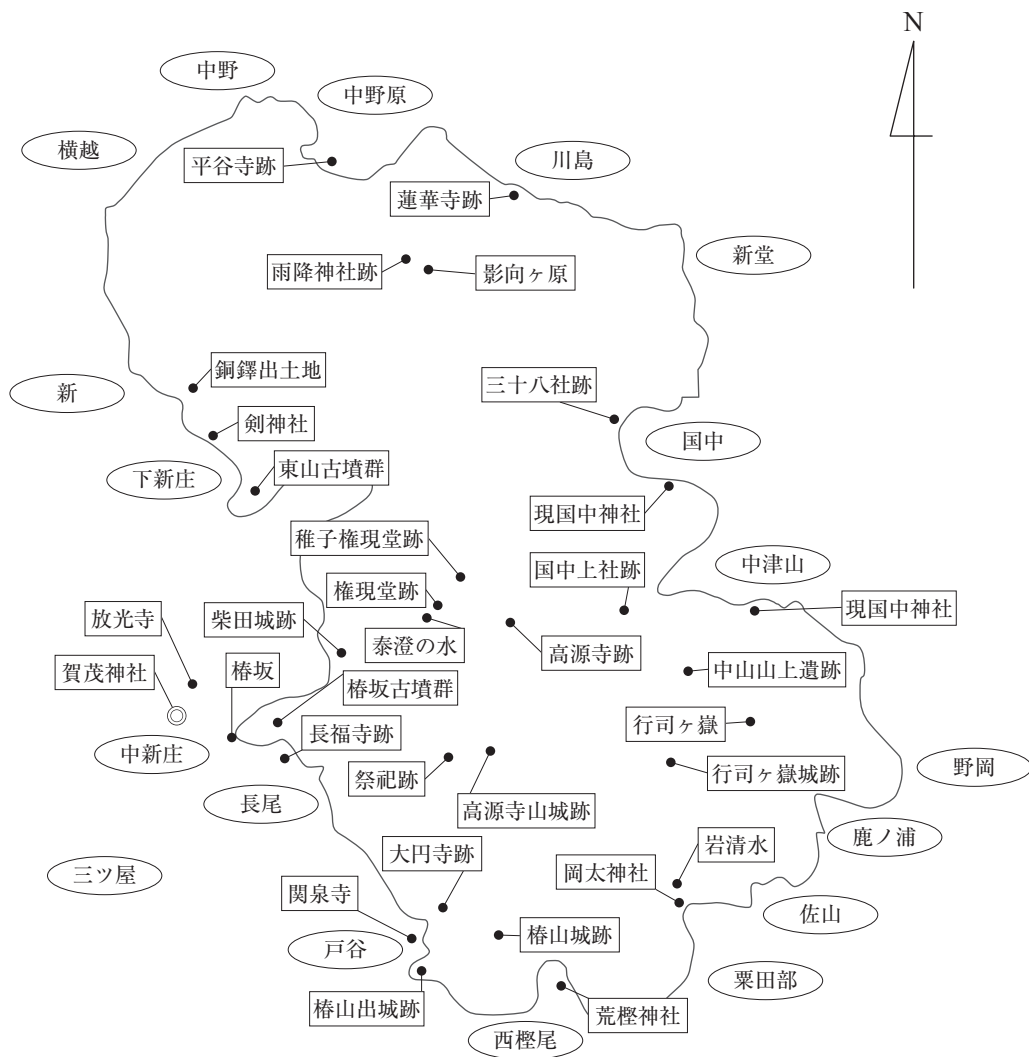 N
中野
中野原
横越
川島
平谷寺跡
蓮華寺跡
新堂
雨降神社跡
影向ヶ原
銅鐸出土地
新
三十八社跡
剣神社
国中
東山古墳群
下新庄
現国中神社
稚子権現堂跡
国中上社跡
中津山
権現堂跡
現国中神社
放光寺
柴田城跡
泰澄の水
高源寺跡
賀茂神社
椿坂
中山山上遺跡
椿坂古墳群
行司ヶ嶽
長福寺跡
中新庄
祭祀跡
行司ヶ嶽城跡
野岡
長尾
高源寺山城跡
鹿ノ浦
大円寺跡
岩清水
岡太神社
三ツ屋
関泉寺
佐山
戸谷
椿山城跡
粟田部
椿山出城跡
荒樫神社
西樫尾